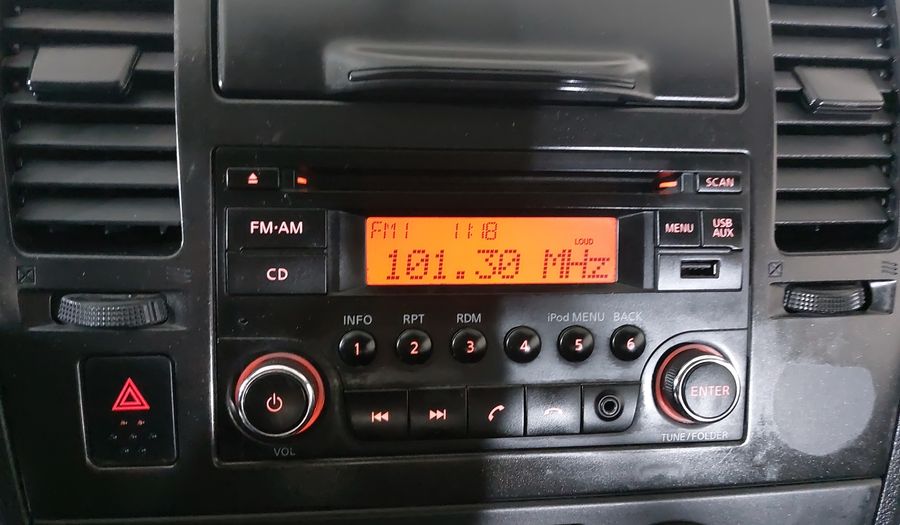 SCAN
FM·AM
FM1 11:18
LOUD
101.30 MHz
MENU
USB
AUX
CD
INFO RPT RDM iPod MENU BACK
1 2 3 4 5 6
ENTER
VOL
TUNE/FOLDER